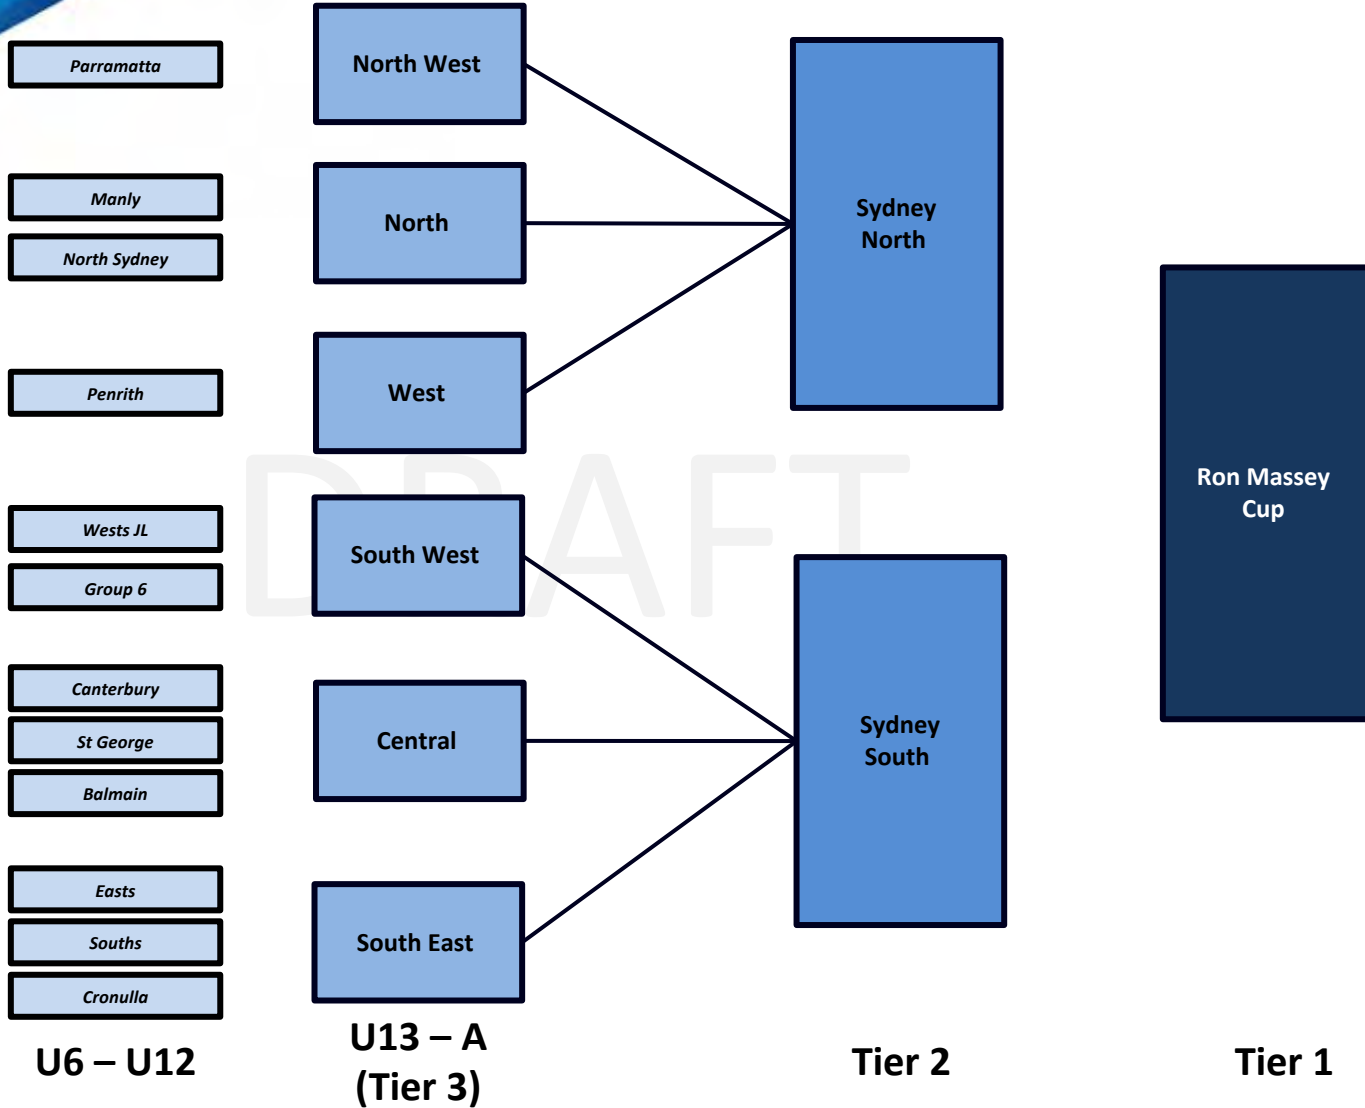 Parramatta
Manly
North Sydney
Penrith
Wests JL
Group 6
Canterbury
St George
Balmain
Easts
Souths
Cronulla
U6 – U12
North West
North
West
South West
Central
South East
U13 – A
(Tier 3)
Sydney
North
Sydney
South
Tier 2
Ron Massey
Cup
Tier 1
DRAFT